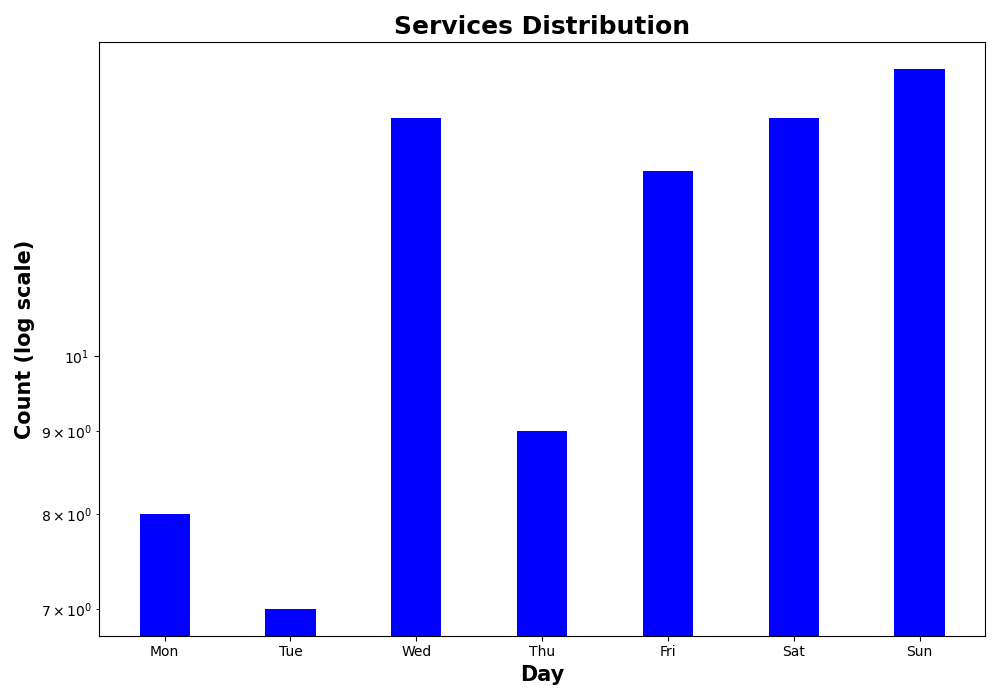 Services Distribution
Count (log scale)
10¹
9 × 10⁰
8 × 10⁰
7 × 10⁰
Mon Tue Wed Thu Fri Sat Sun
Day